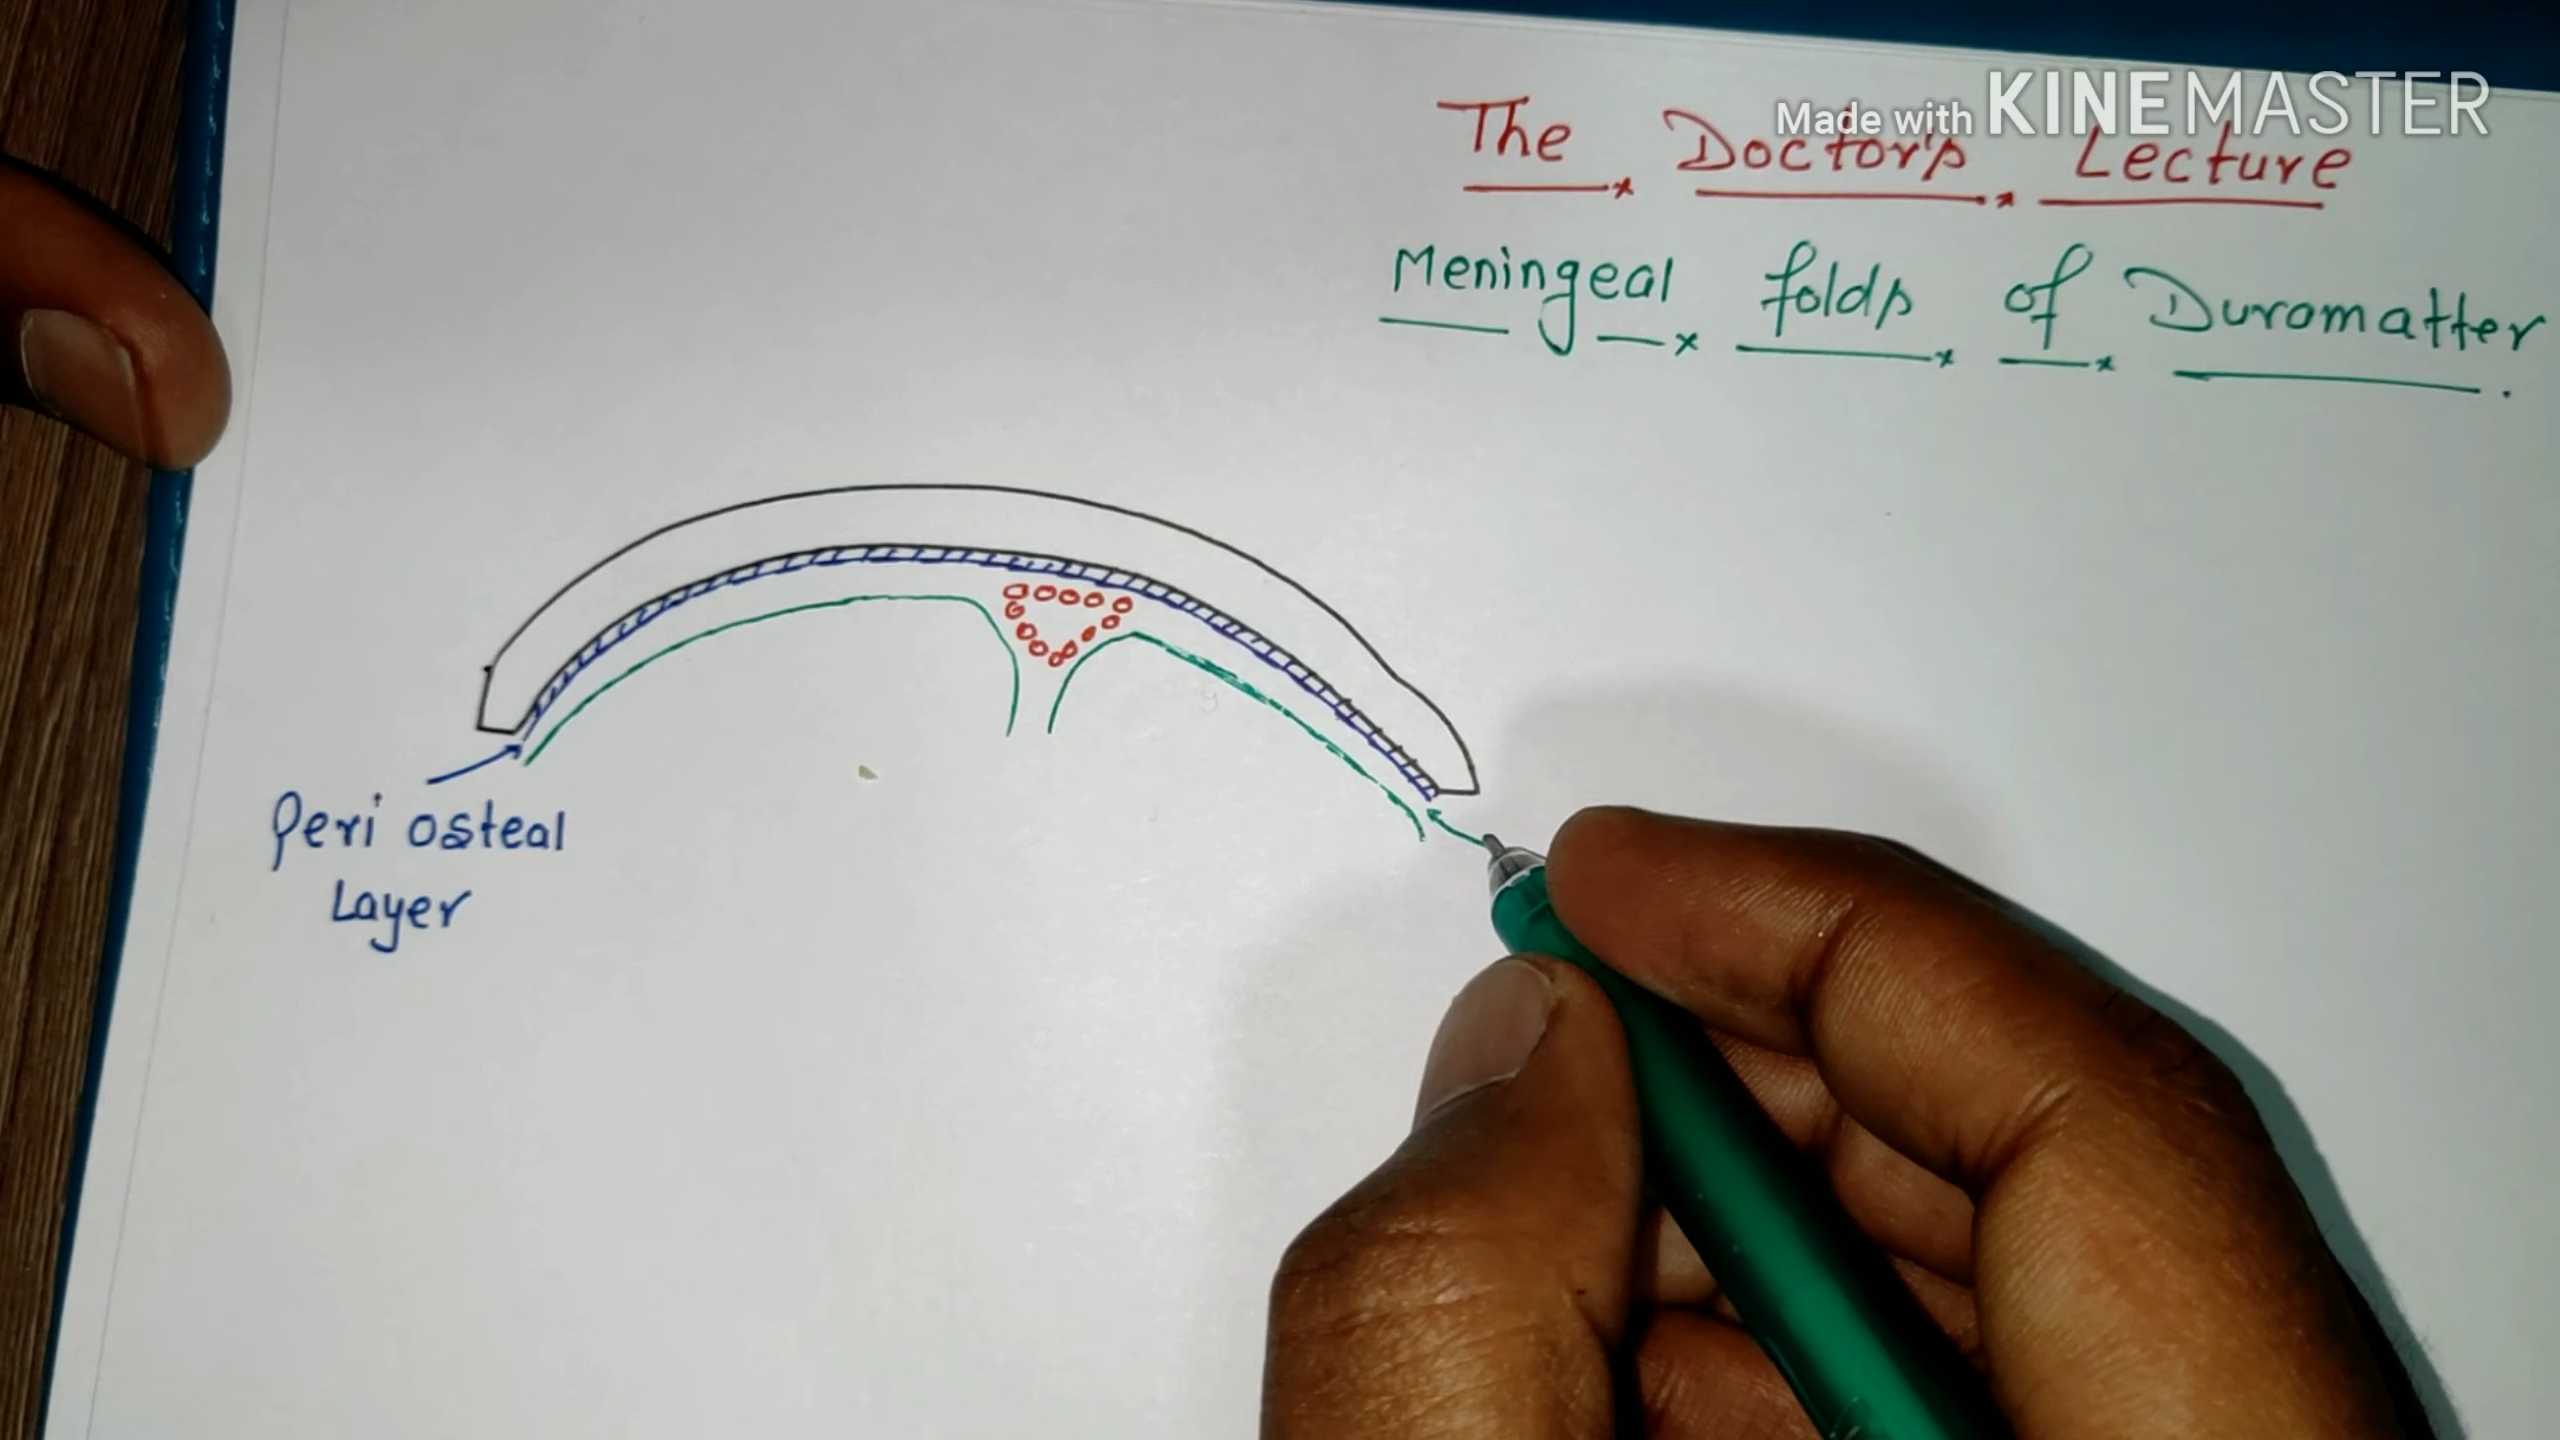 Made with KINEMASTER
The Doctor's Lecture
Meningeal folds of Duromatter.
Peri osteal
Layer